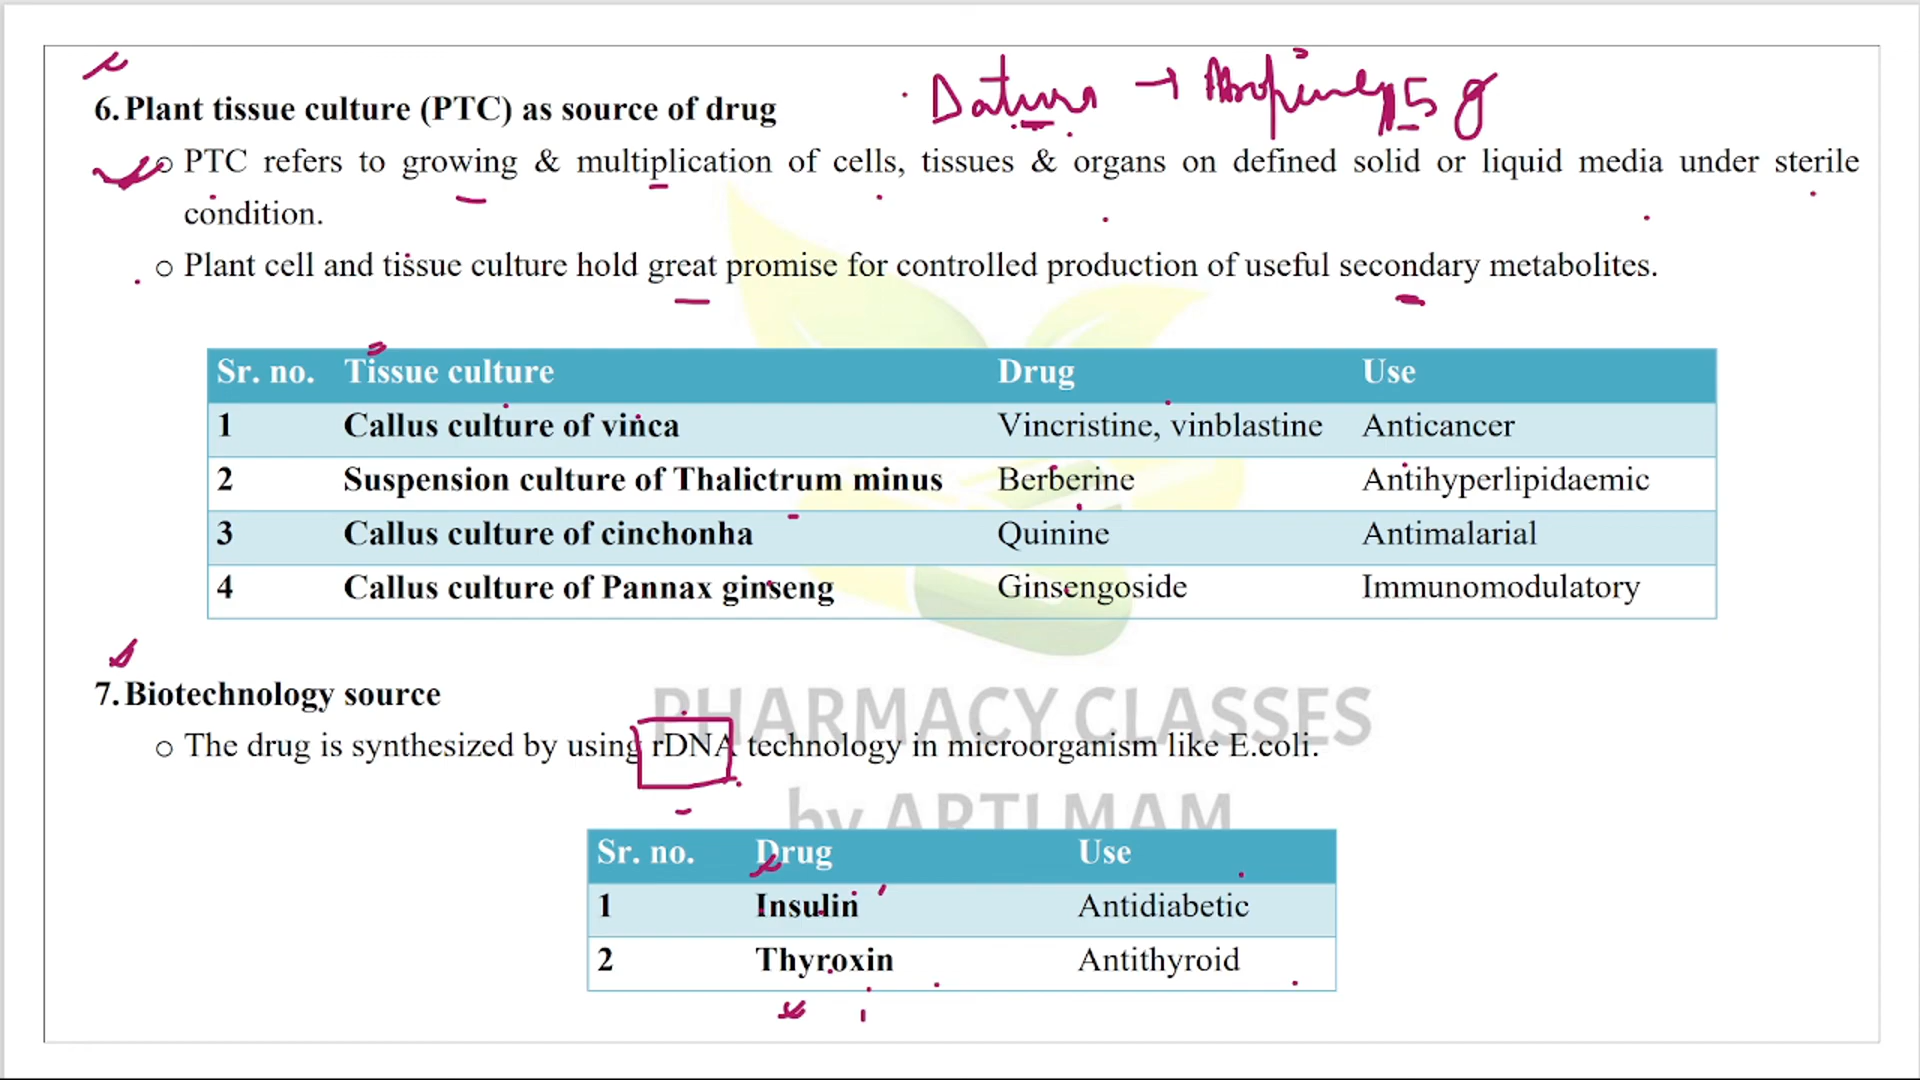 Datura → Atropine 5 g
6. Plant tissue culture (PTC) as source of drug
o PTC refers to growing & multiplication of cells, tissues & organs on defined solid or liquid media under sterile
condition.
o Plant cell and tissue culture hold great promise for controlled production of useful secondary metabolites.
Sr. no. Tissue culture Drug Use
1 Callus culture of vinca Vincristine, vinblastine Anticancer
2 Suspension culture of Thalictrum minus Berberine Antihyperlipidaemic
3 Callus culture of cinchonha Quinine Antimalarial
4 Callus culture of Pannax ginseng Ginsengoside Immunomodulatory
7. Biotechnology source
PHARMACY CLASSES
o The drug is synthesized by using rDNA technology in microorganism like E.coli.
by ARTI MAM
Sr. no. Drug Use
1 Insulin Antidiabetic
2 Thyroxin Antithyroid